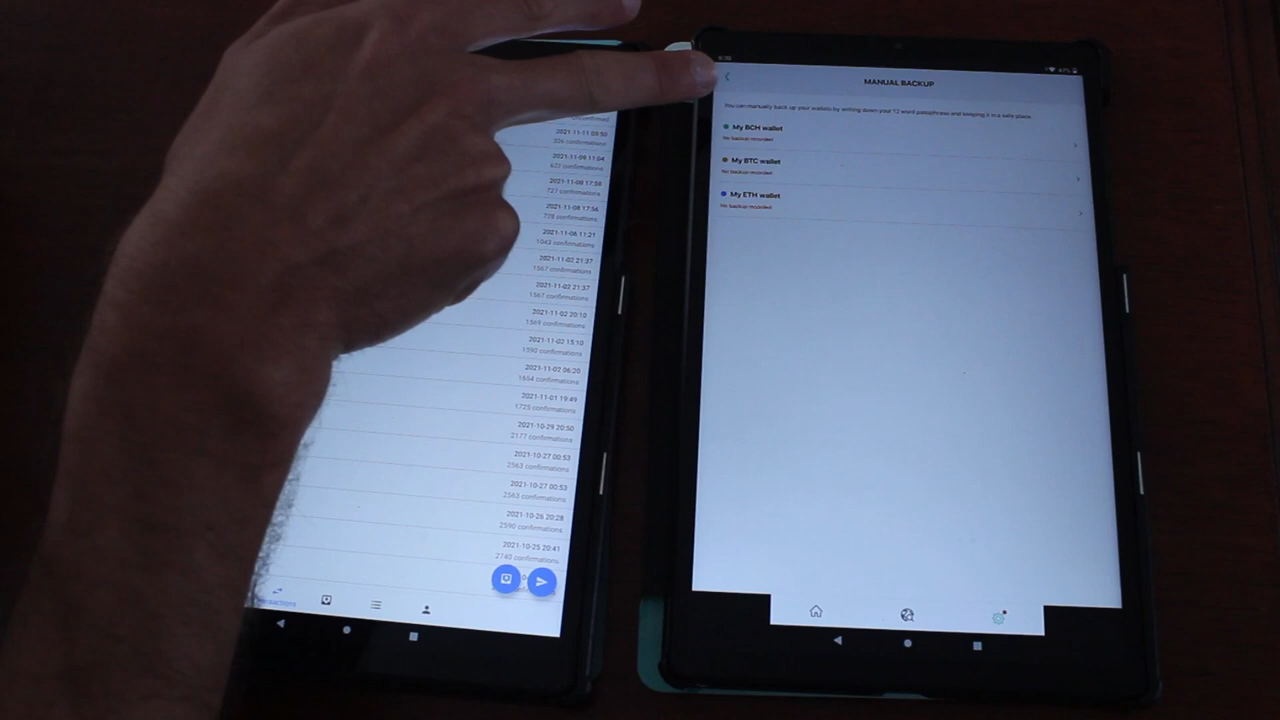 confirmed
2021-11-11 09:50
326 confirmations
2021-11-09 11:04
622 confirmations
2021-11-08 17:58
727 confirmations
2021-11-08 17:56
728 confirmations
2021-11-06 11:21
1043 confirmations
2021-11-02 21:37
1567 confirmations
2021-11-02 21:37
1567 confirmations
2021-11-02 20:10
1569 confirmations
2021-11-02 15:10
1590 confirmations
2021-11-02 06:20
1654 confirmations
2021-11-01 19:49
1725 confirmations
2021-10-29 20:50
2177 confirmations
2021-10-27 00:53
2563 confirmations
2021-10-27 00:53
2563 confirmations
2021-10-26 20:28
2590 confirmations
2021-10-25 20:41
2740 confirmations
ransactions
47%
MANUAL BACKUP
You can manually back up your wallets by writing down your 12 word passphrase and keeping it in a safe place.
My BCH wallet
No backup recorded
My BTC wallet
No backup recorded
My ETH wallet
No backup recorded